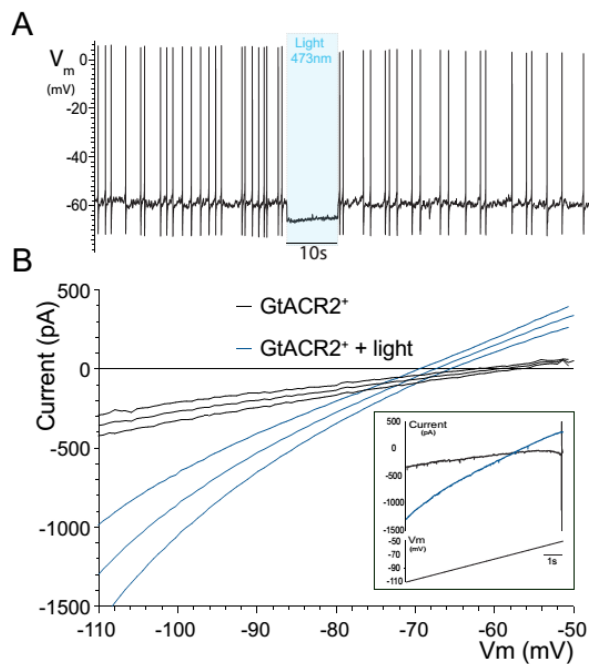 A
Light
473nm
V
m
(mV)
0
-20
-40
-60
10s
B
500
0
-500
-1000
-1500
Current (pA)
GtACR2⁺
GtACR2⁺ + light
Current
(pA)
500
0
-500
-1000
-1500
Vm
(mV)
-50
-70
-90
-110
1s
-110
-100
-90
-80
-70
-60
-50
Vm (mV)